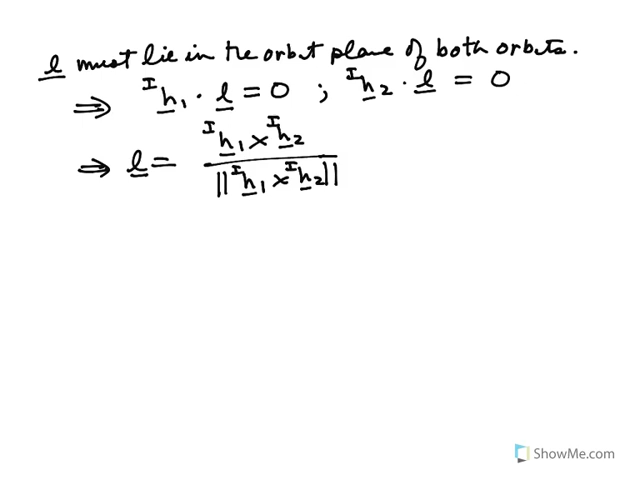 l must lie in the orbit plane of both orbits.
⇒ ᴵh₁ · l = 0 ; ᴵh₂ · l = 0
⇒ l = ᴵh₁ × ᴵh₂ / ||ᴵh₁ × ᴵh₂||
ShowMe.com